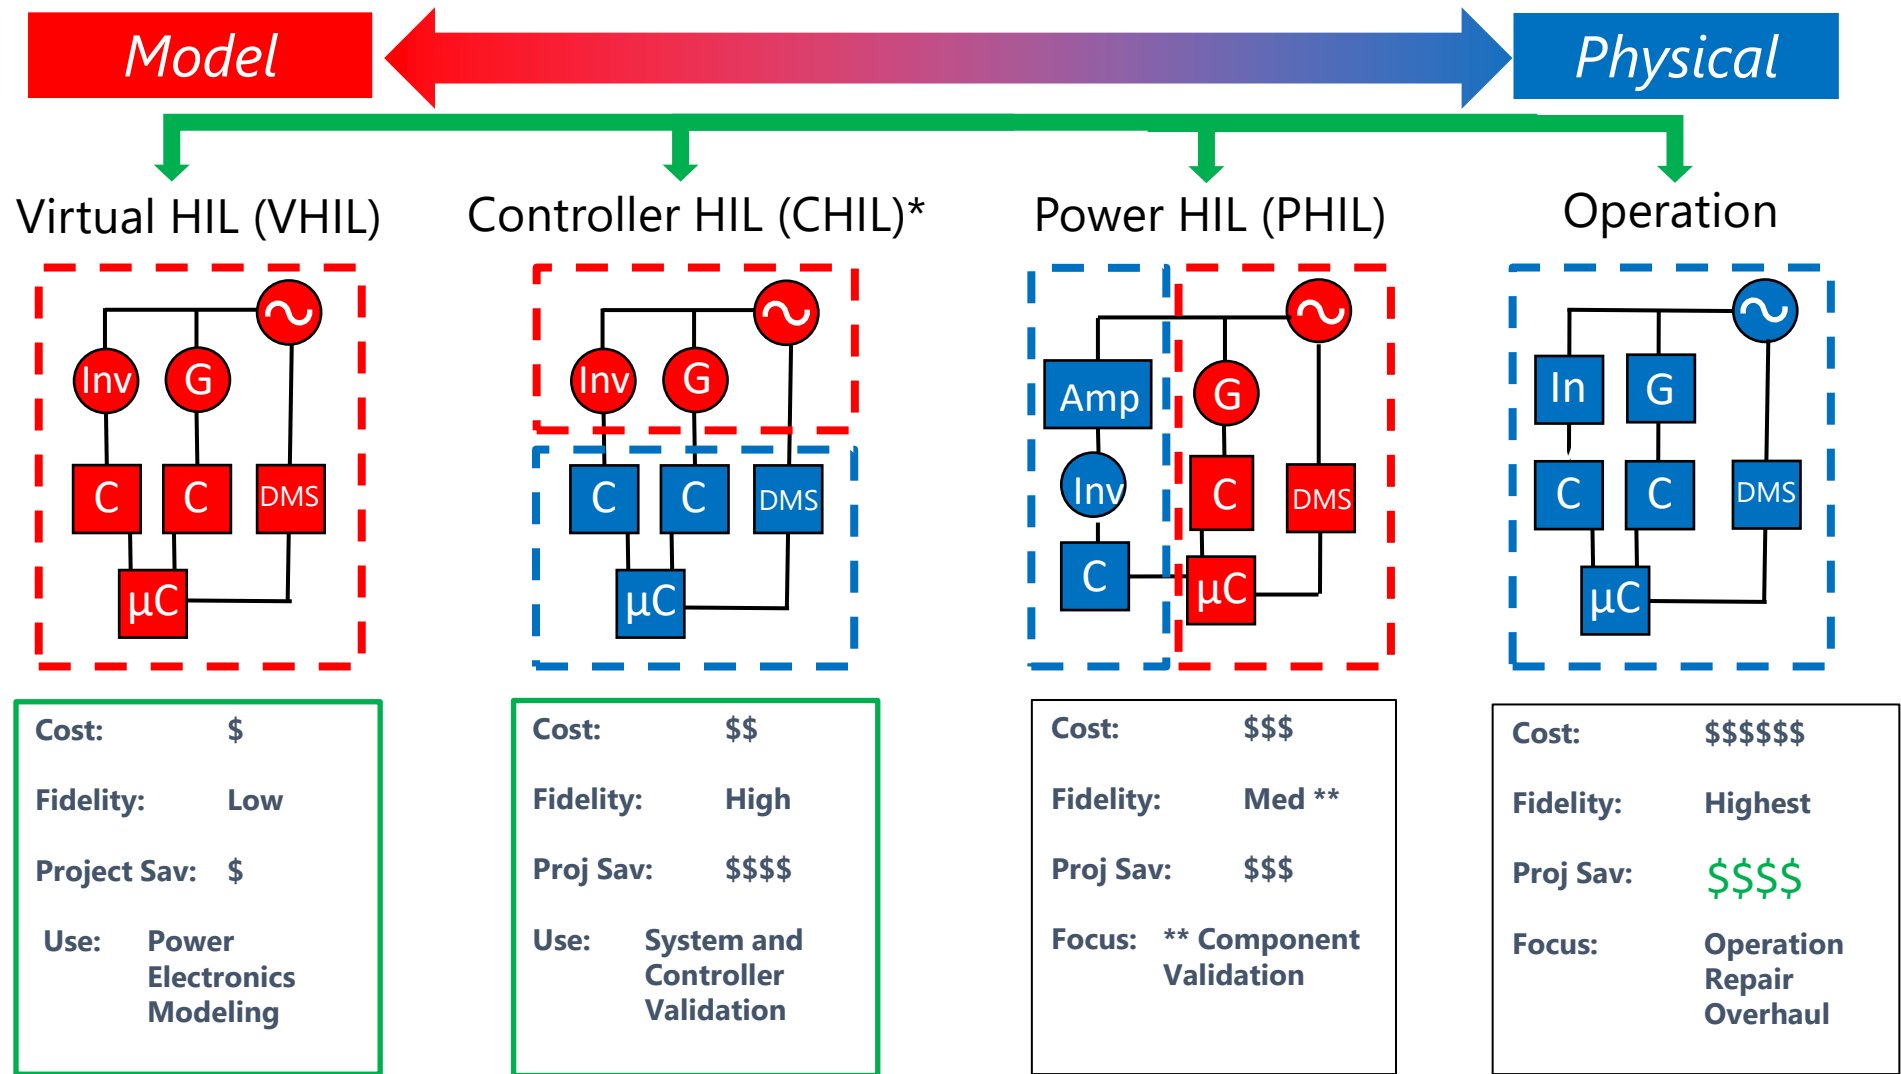 Model
Physical
Virtual HIL (VHIL)
Controller HIL (CHIL)*
Power HIL (PHIL)
Operation
Inv
G
C
C
DMS
µC
Inv
G
C
C
DMS
µC
Amp
G
Inv
C
DMS
C
µC
In
G
C
C
DMS
µC
Cost: $
Fidelity: Low
Project Sav: $
Use: Power
Electronics
Modeling
Cost: $$
Fidelity: High
Proj Sav: $$$$
Use: System and
Controller
Validation
Cost: $$$
Fidelity: Med **
Proj Sav: $$$
Focus: ** Component
Validation
Cost: $$$$$$
Fidelity: Highest
Proj Sav: $$$$
Focus: Operation
Repair
Overhaul